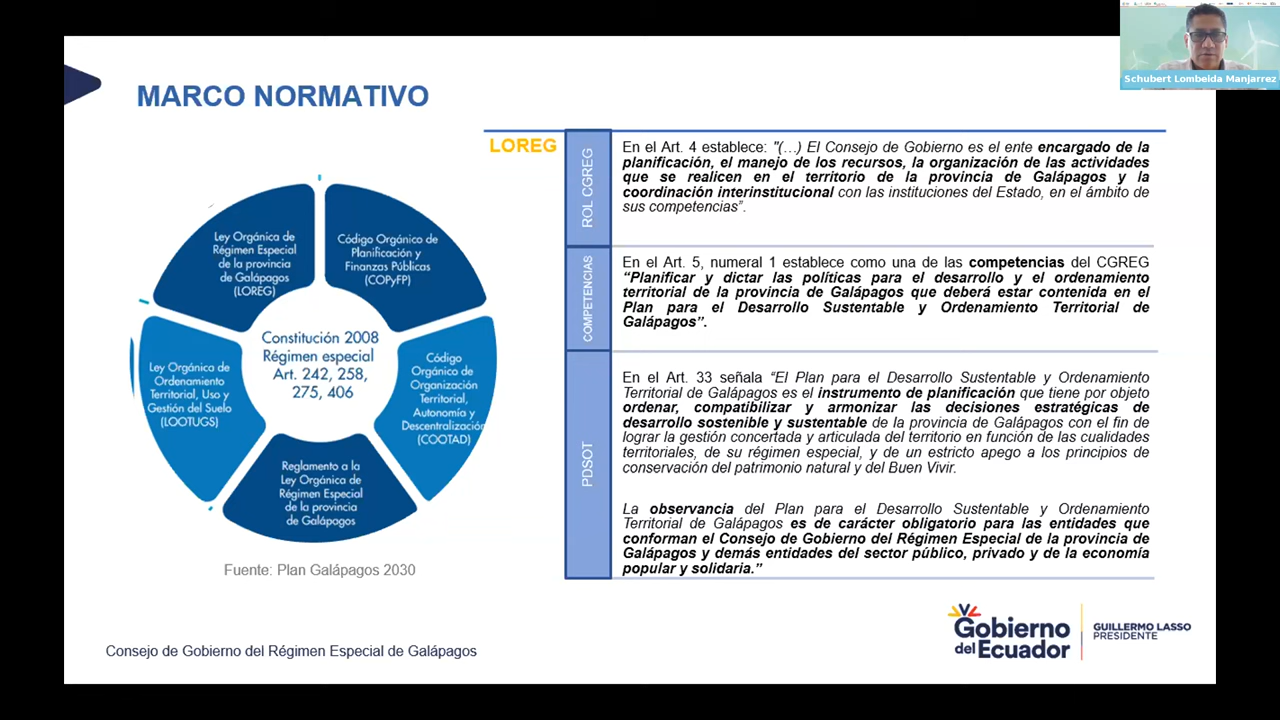 Schubert Lombeida Manjarrez
MARCO NORMATIVO
LOREG
Ley Orgánica de
Régimen Especial
de la provincia
de Galápagos
(LOREG)
Código Orgánico de
Planificación y
Finanzas Públicas
(COPyFP)
Constitución 2008
Régimen especial
Art. 242, 258,
275, 406
Ley Orgánica de
Ordenamiento
Territorial, Uso y
Gestión del Suelo
(LOOTUGS)
Código
Orgánico de
Organización
Territorial,
Autonomía y
Descentralización
(COOTAD)
Reglamento a la
Ley Orgánica de
Régimen Especial
de la provincia
de Galápagos
Fuente: Plan Galápagos 2030
ROL CGREG
En el Art. 4 establece: "(…) El Consejo de Gobierno es el ente encargado de la
planificación, el manejo de los recursos, la organización de las actividades
que se realicen en el territorio de la provincia de Galápagos y la
coordinación interinstitucional con las instituciones del Estado, en el ámbito de
sus competencias”.
COMPETENCIAS
En el Art. 5, numeral 1 establece como una de las competencias del CGREG
“Planificar y dictar las políticas para el desarrollo y el ordenamiento
territorial de la provincia de Galápagos que deberá estar contenida en el
Plan para el Desarrollo Sustentable y Ordenamiento Territorial de
Galápagos”.
PDSOT
En el Art. 33 señala “El Plan para el Desarrollo Sustentable y Ordenamiento
Territorial de Galápagos es el instrumento de planificación que tiene por objeto
ordenar, compatibilizar y armonizar las decisiones estratégicas de
desarrollo sostenible y sustentable de la provincia de Galápagos con el fin de
lograr la gestión concertada y articulada del territorio en función de las cualidades
territoriales, de su régimen especial, y de un estricto apego a los principios de
conservación del patrimonio natural y del Buen Vivir.
La observancia del Plan para el Desarrollo Sustentable y Ordenamiento
Territorial de Galápagos es de carácter obligatorio para las entidades que
conforman el Consejo de Gobierno del Régimen Especial de la provincia de
Galápagos y demás entidades del sector público, privado y de la economía
popular y solidaria.”
Consejo de Gobierno del Régimen Especial de Galápagos
Gobierno
del Ecuador
GUILLERMO LASSO
PRESIDENTE